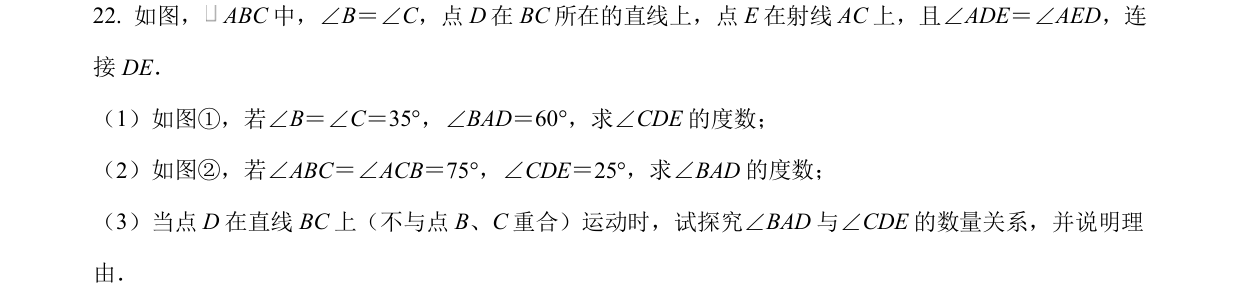 22. 如图，ABC 中，∠B＝∠C，点 D 在 BC 所在的直线上，点 E 在射线 AC 上，且∠ADE＝∠AED，连
接 DE．
（1）如图①，若∠B＝∠C＝35°，∠BAD＝60°，求∠CDE 的度数；
（2）如图②，若∠ABC＝∠ACB＝75°，∠CDE＝25°，求∠BAD 的度数；
（3）当点 D 在直线 BC 上（不与点 B、C 重合）运动时，试探究∠BAD 与∠CDE 的数量关系，并说明理
由．